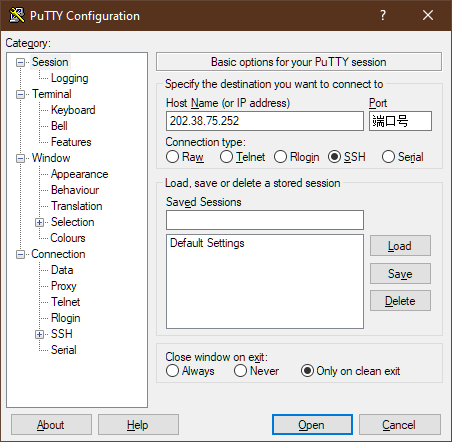 PuTTY Configuration
Category:
Session
Logging
Terminal
Keyboard
Bell
Features
Window
Appearance
Behaviour
Translation
Selection
Colours
Connection
Data
Proxy
Telnet
Rlogin
SSH
Serial
Basic options for your PuTTY session
Specify the destination you want to connect to
Host Name (or IP address) Port
202.38.75.252 端口号
Connection type:
Raw Telnet Rlogin SSH Serial
Load, save or delete a stored session
Saved Sessions
Default Settings
Load
Save
Delete
Close window on exit:
Always Never Only on clean exit
About Help Open Cancel